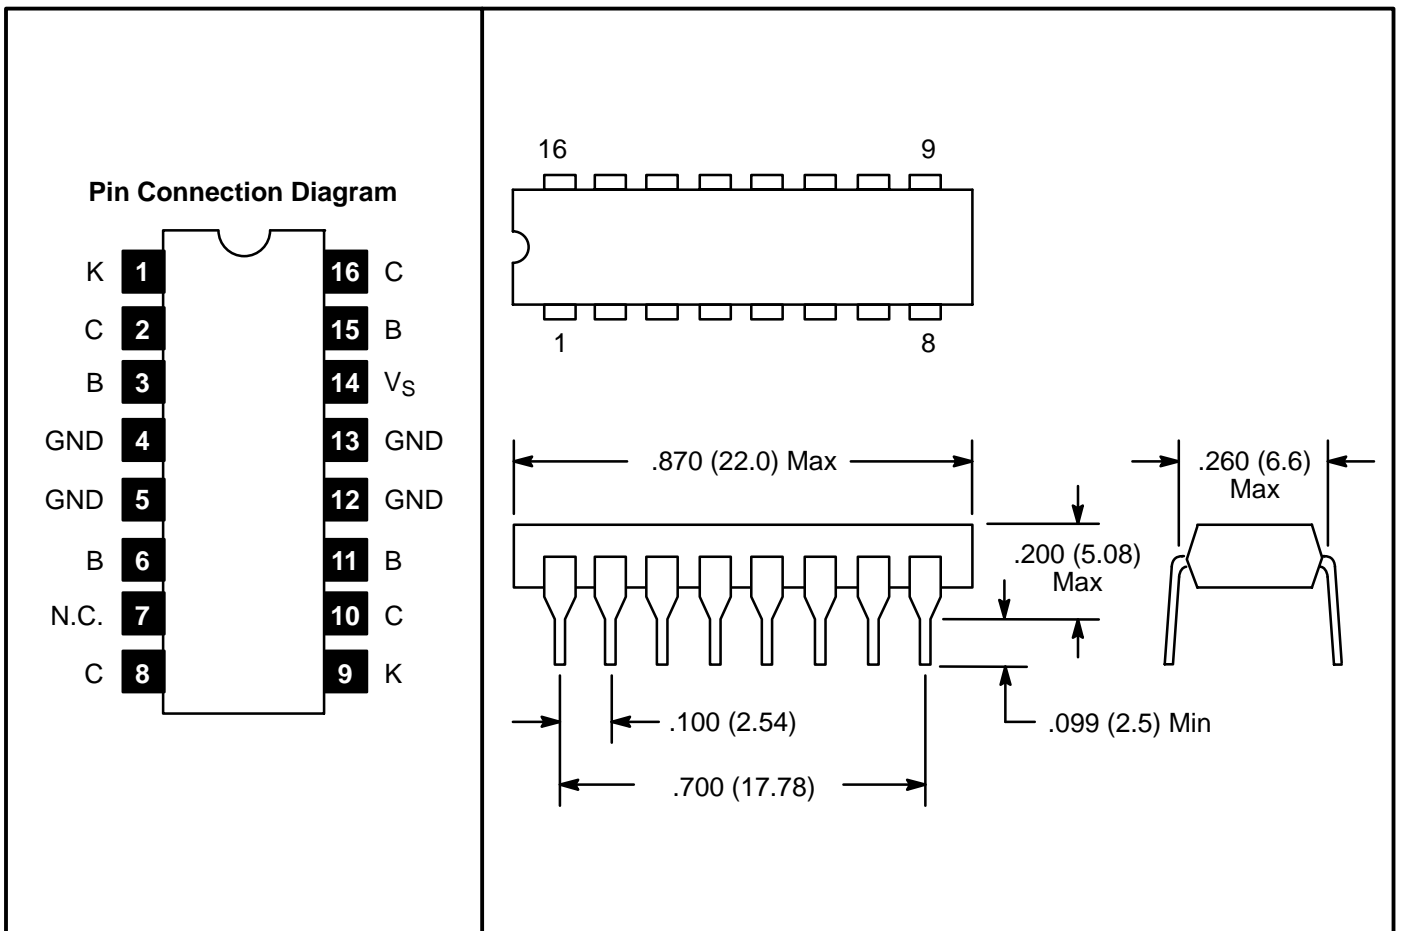 Pin Connection Diagram
K 1 16 C
C 2 15 B
B 3 14 VS
GND 4 13 GND
GND 5 12 GND
B 6 11 B
N.C. 7 10 C
C 8 9 K
16 9
1 8
.870 (22.0) Max
.260 (6.6)
Max
.200 (5.08)
Max
.100 (2.54)
.099 (2.5) Min
.700 (17.78)